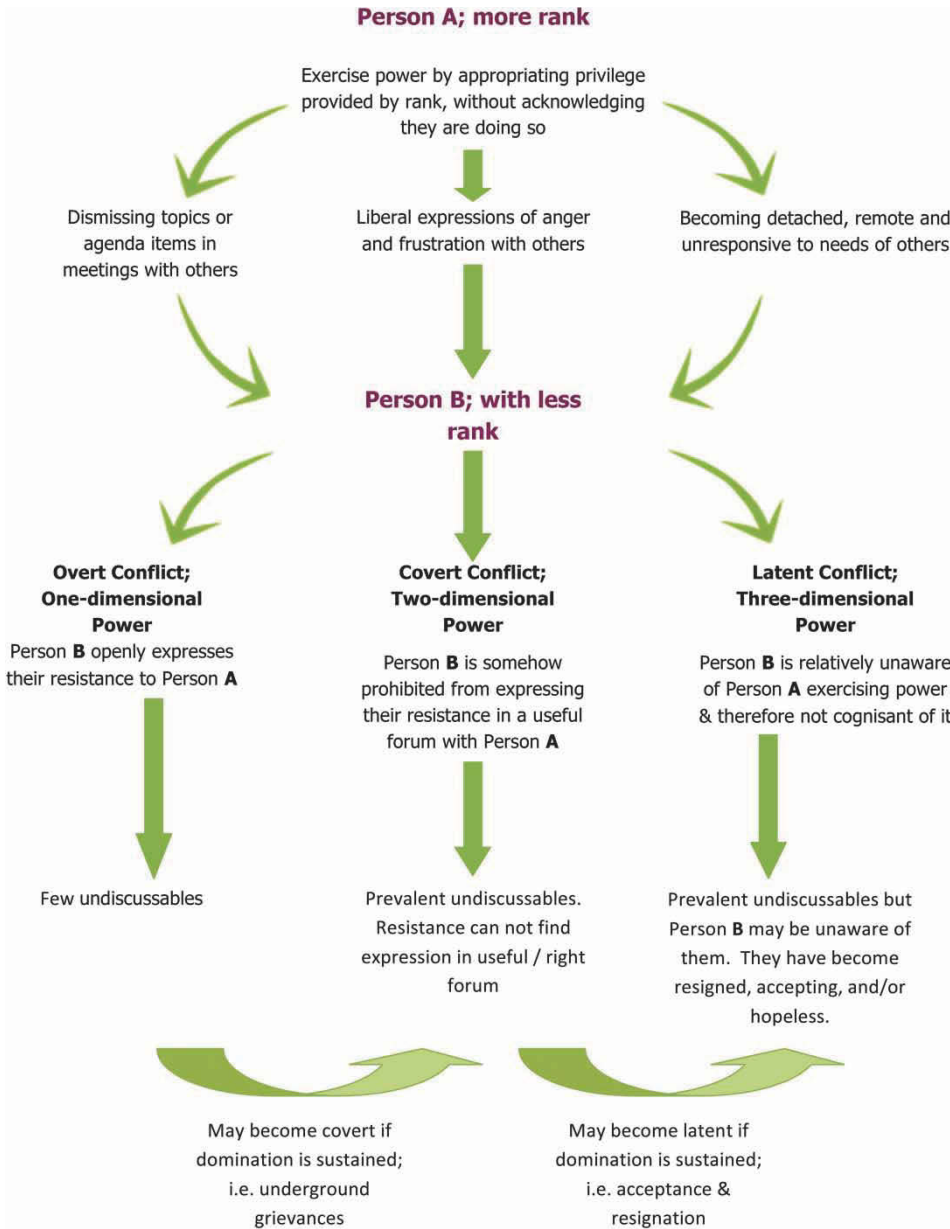 Person A; more rank
Exercise power by appropriating privilege
provided by rank, without acknowledging
they are doing so
Dismissing topics or
agenda items in
meetings with others
Liberal expressions of anger
and frustration with others
Becoming detached, remote and
unresponsive to needs of others
Person B; with less
rank
Overt Conflict;
One-dimensional
Power
Person B openly expresses
their resistance to Person A
Covert Conflict;
Two-dimensional
Power
Person B is somehow
prohibited from expressing
their resistance in a useful
forum with Person A
Latent Conflict;
Three-dimensional
Power
Person B is relatively unaware
of Person A exercising power
& therefore not cognisant of it
Few undiscussables
Prevalent undiscussables.
Resistance can not find
expression in useful / right
forum
Prevalent undiscussables but
Person B may be unaware of
them. They have become
resigned, accepting, and/or
hopeless.
May become covert if
domination is sustained;
i.e. underground
grievances
May become latent if
domination is sustained;
i.e. acceptance &
resignation